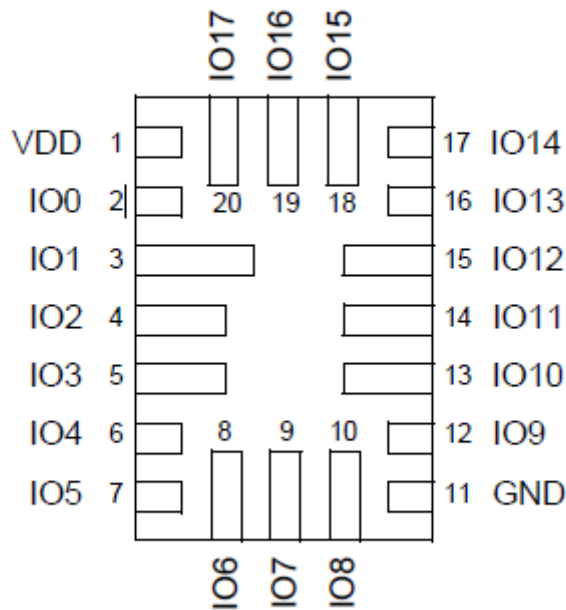 IO17 IO16 IO15
VDD 1 17 IO14
IO0 2 20 19 18 16 IO13
IO1 3 15 IO12
IO2 4 14 IO11
IO3 5 13 IO10
IO4 6 8 9 10 12 IO9
IO5 7 11 GND
IO6 IO7 IO8